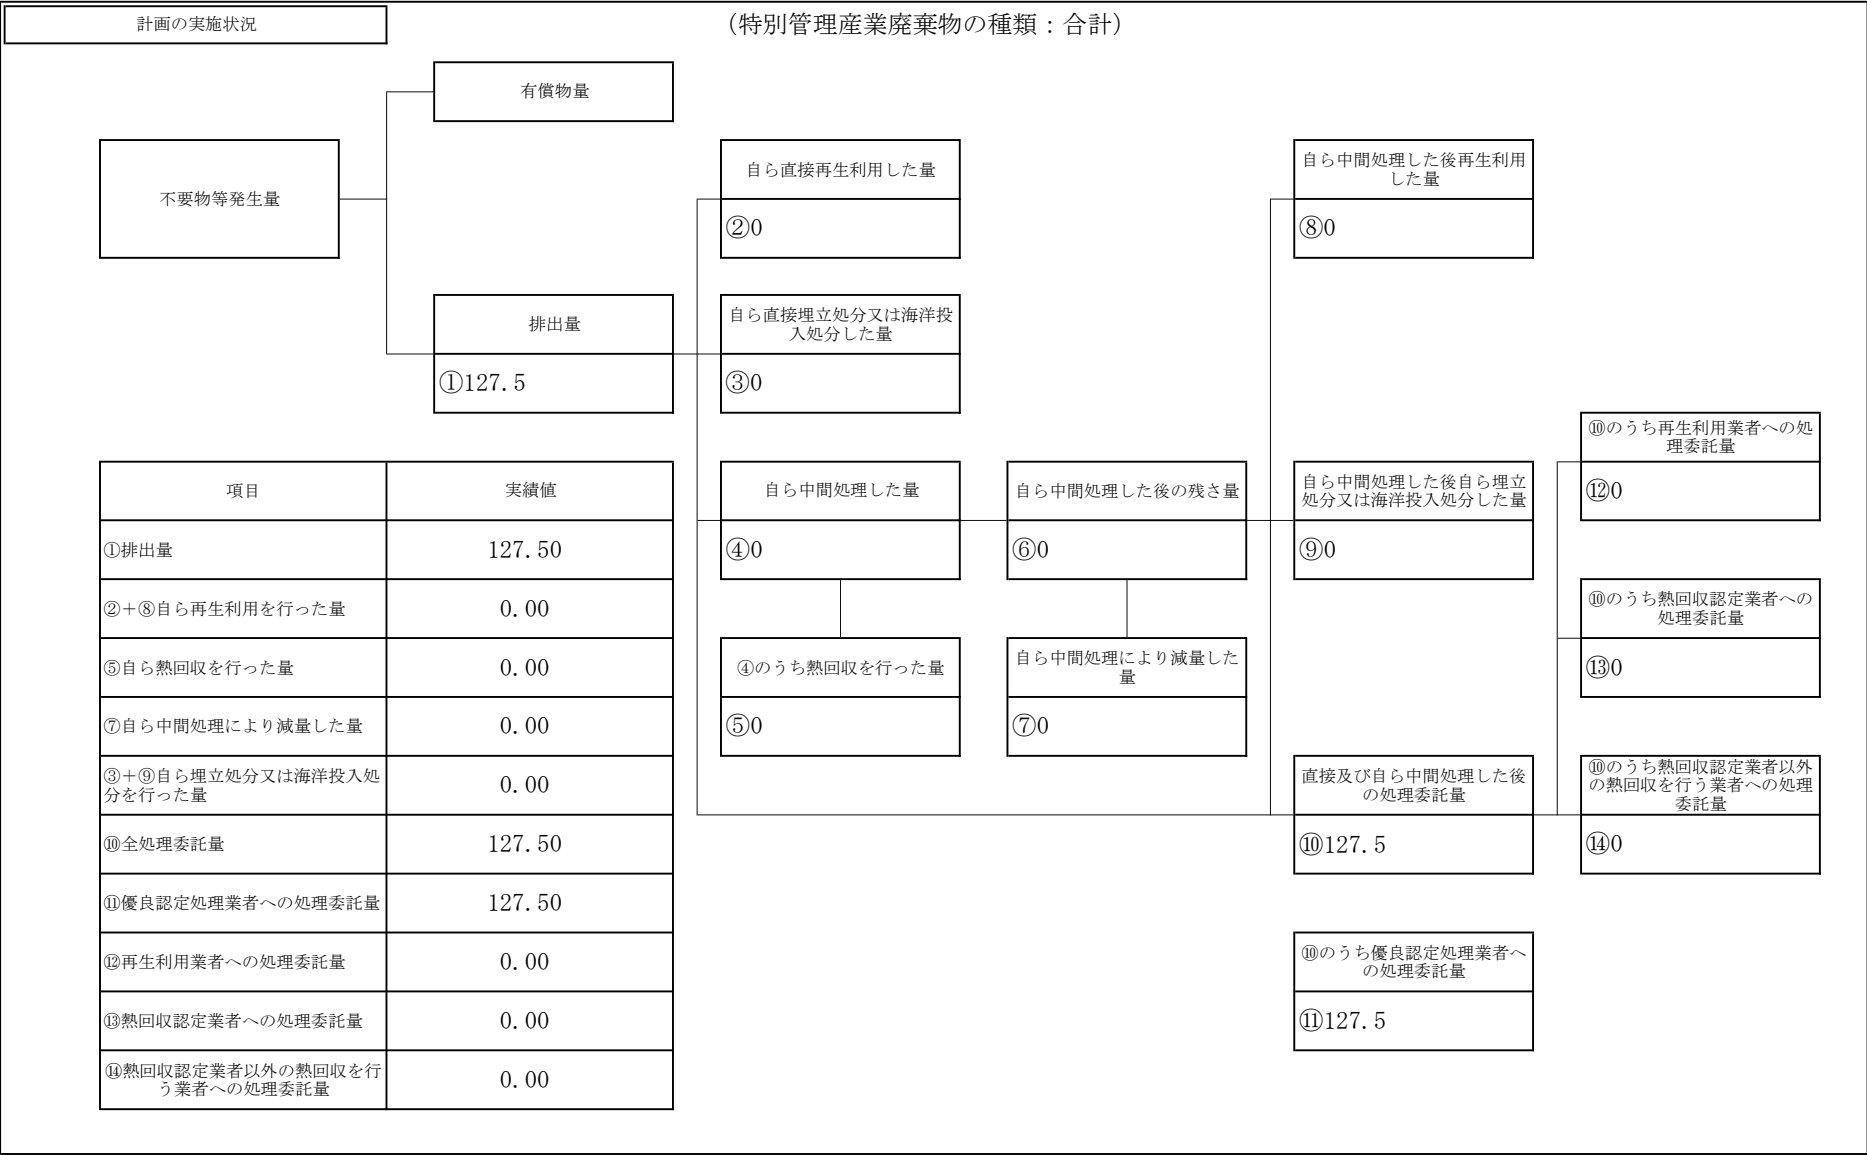 計画の実施状況
（特別管理産業廃棄物の種類：合計）
有償物量
不要物等発生量
排出量
①127.5
自ら直接再生利用した量
②0
自ら直接埋立処分又は海洋投
入処分した量
③0
自ら中間処理した量
④0
④のうち熱回収を行った量
⑤0
自ら中間処理した後の残さ量
⑥0
自ら中間処理により減量した
量
⑦0
自ら中間処理した後再生利用
した量
⑧0
自ら中間処理した後自ら埋立
処分又は海洋投入処分した量
⑨0
直接及び自ら中間処理した後
の処理委託量
⑩127.5
⑩のうち優良認定処理業者へ
の処理委託量
⑪127.5
⑩のうち再生利用業者への処
理委託量
⑫0
⑩のうち熱回収認定業者への
処理委託量
⑬0
⑩のうち熱回収認定業者以外
の熱回収を行う業者への処理
委託量
⑭0
項目 実績値
①排出量 127.50
②＋⑧自ら再生利用を行った量 0.00
⑤自ら熱回収を行った量 0.00
⑦自ら中間処理により減量した量 0.00
③＋⑨自ら埋立処分又は海洋投入処
分を行った量 0.00
⑩全処理委託量 127.50
⑪優良認定処理業者への処理委託量 127.50
⑫再生利用業者への処理委託量 0.00
⑬熱回収認定業者への処理委託量 0.00
⑭熱回収認定業者以外の熱回収を行
う業者への処理委託量 0.00